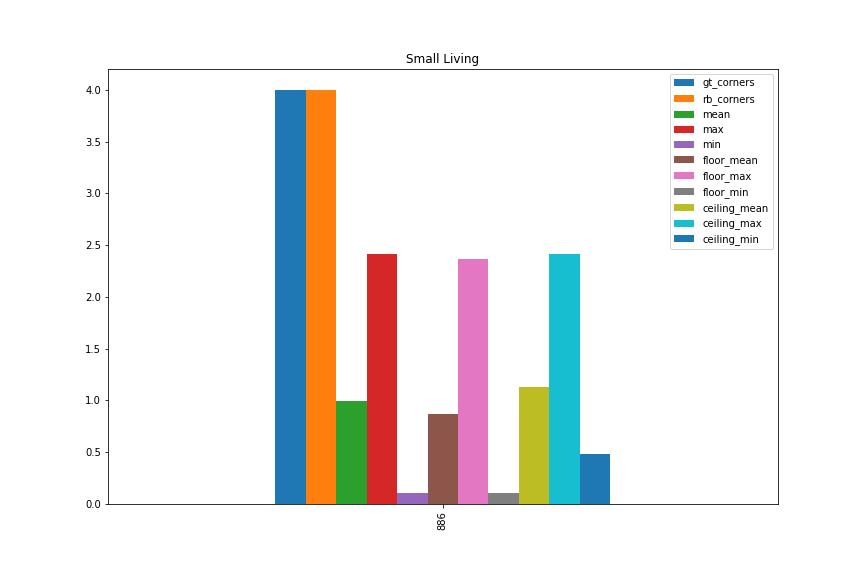 Small Living
gt_corners
rb_corners
mean
max
min
floor_mean
floor_max
floor_min
ceiling_mean
ceiling_max
ceiling_min
4.0
3.5
3.0
2.5
2.0
1.5
1.0
0.5
0.0
886